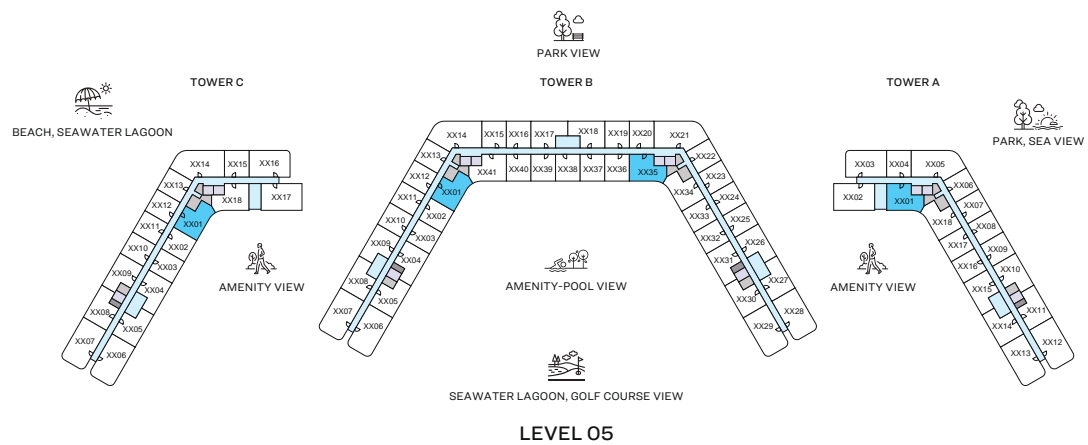 PARK VIEW
TOWER C
TOWER B
TOWER A
BEACH, SEAWATER LAGOON
PARK, SEA VIEW
XX14
XX15
XX16
XX13
XX12
XX11
XX10
XX09
XX08
XX07
XX17
XX18
XX01
XX02
XX03
XX04
XX05
XX06
AMENITY VIEW
XX14
XX15
XX16
XX17
XX18
XX19
XX20
XX21
XX13
XX12
XX11
XX10
XX09
XX08
XX07
XX41
XX40
XX39
XX38
XX37
XX36
XX35
XX01
XX02
XX03
XX04
XX05
XX06
XX22
XX23
XX24
XX25
XX26
XX27
XX28
XX34
XX33
XX32
XX31
XX30
XX29
AMENITY-POOL VIEW
XX03
XX04
XX05
XX02
XX01
XX18
XX17
XX16
XX15
XX14
XX13
XX06
XX07
XX08
XX09
XX10
XX11
XX12
AMENITY VIEW
SEAWATER LAGOON, GOLF COURSE VIEW
LEVEL 05